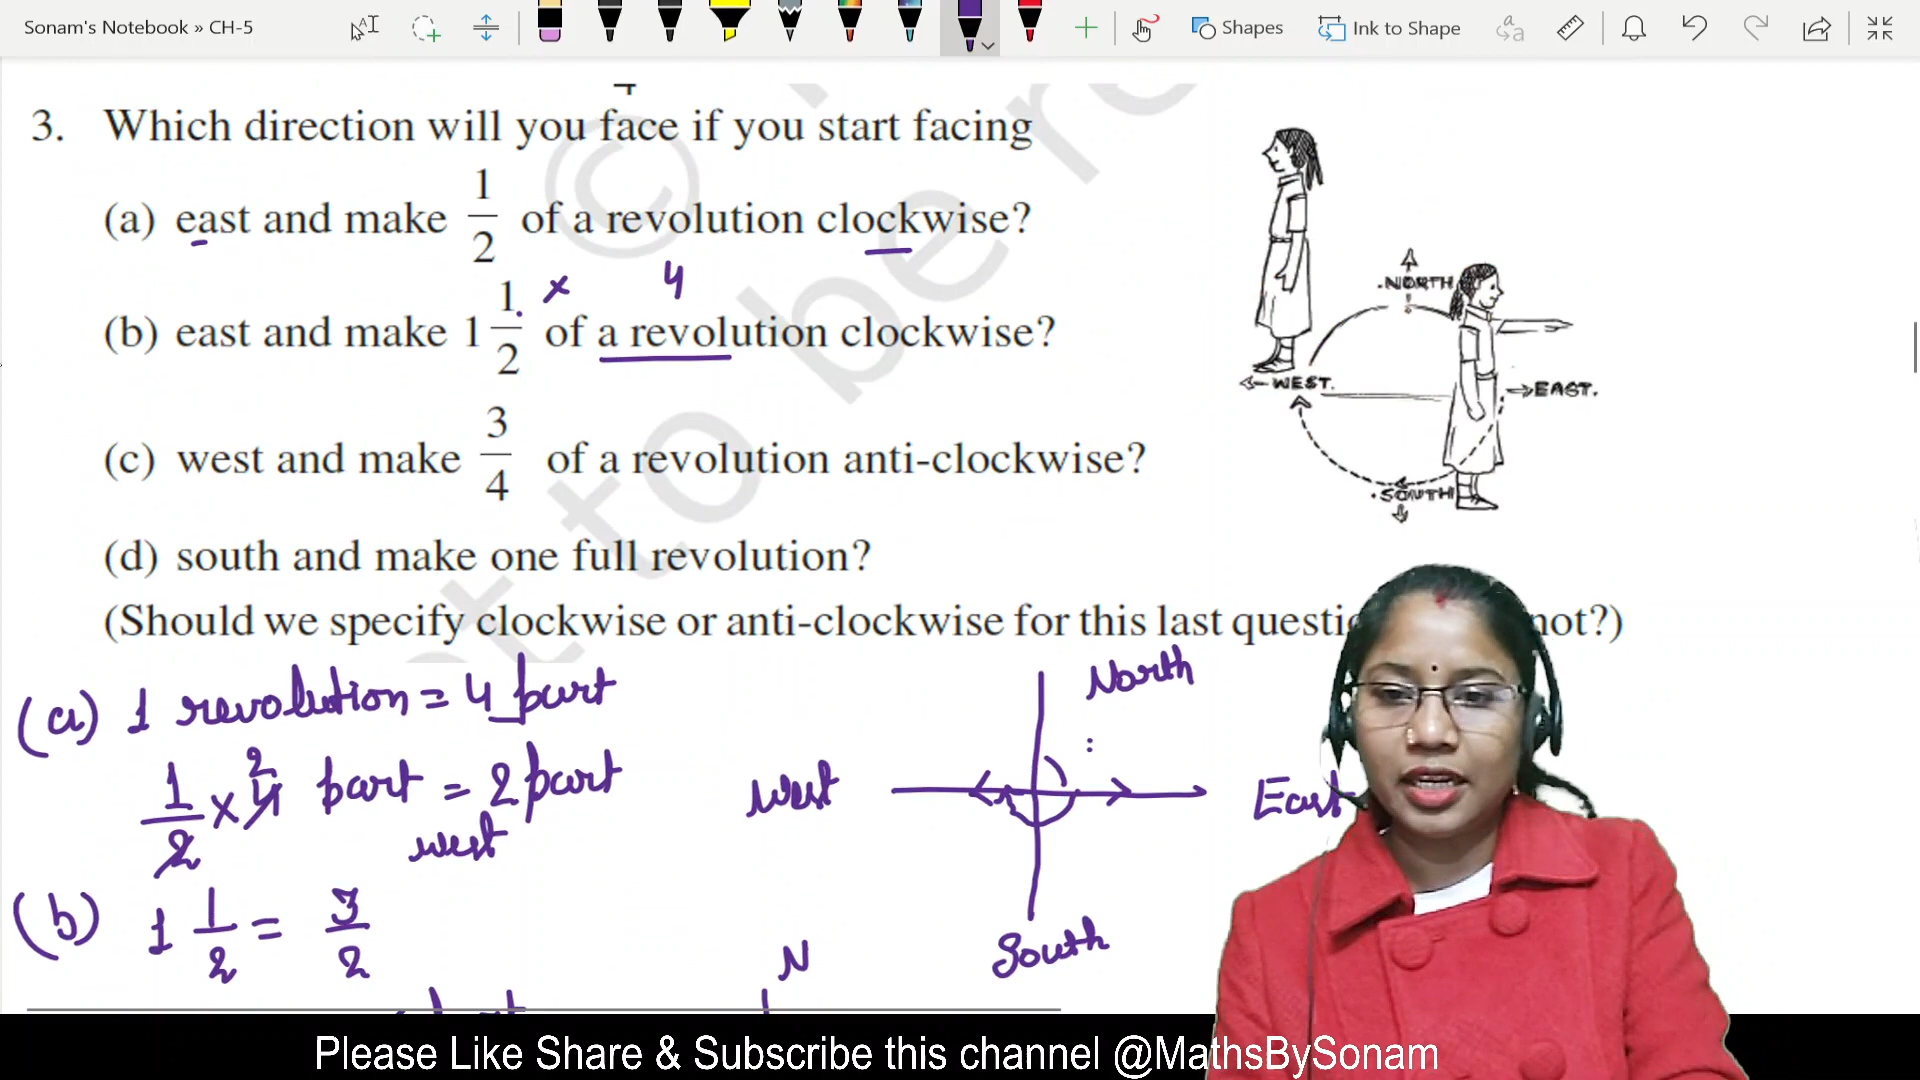 Sonam's Notebook » CH-5
Shapes
Ink to Shape
3. Which direction will you face if you start facing
(a) east and make 1/2 of a revolution clockwise?
× 4
(b) east and make 1 1/2 of a revolution clockwise?
(c) west and make 3/4 of a revolution anti-clockwise?
(d) south and make one full revolution?
(Should we specify clockwise or anti-clockwise for this last questi not?)
NORTH
WEST.
EAST.
SOUTH
(a) 1 revolution = 4 part
1/2 × 4 2 part = 2 part
west
North
West
East
South
(b) 1 1/2 = 3/2
N
Please Like Share & Subscribe this channel @MathsBySonam